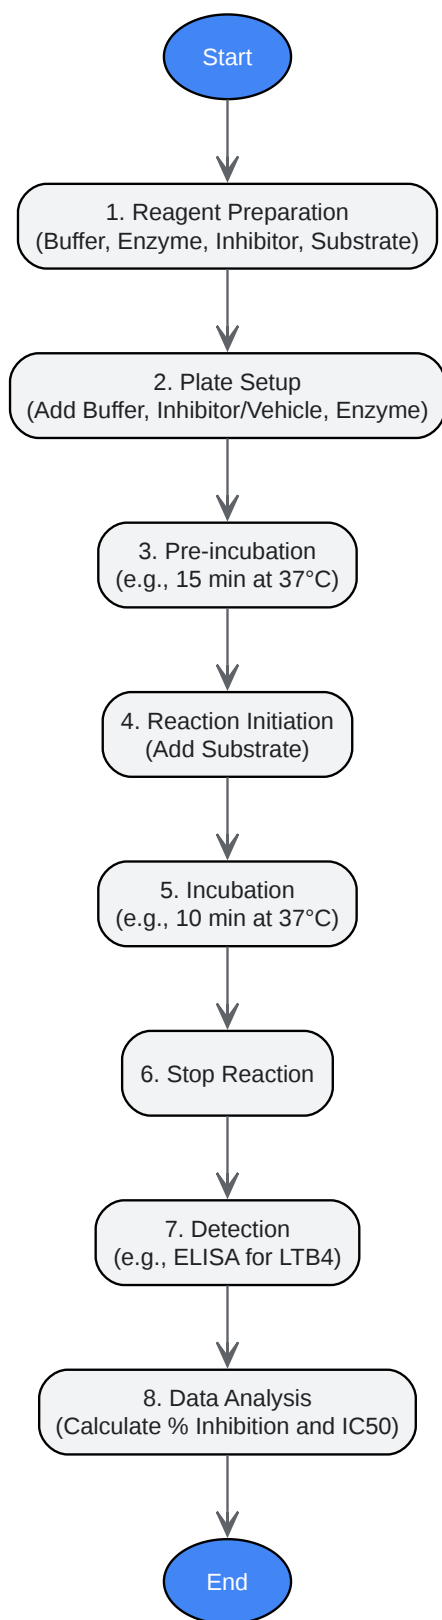 Start
1. Reagent Preparation
(Buffer, Enzyme, Inhibitor, Substrate)
2. Plate Setup
(Add Buffer, Inhibitor/Vehicle, Enzyme)
3. Pre-incubation
(e.g., 15 min at 37°C)
4. Reaction Initiation
(Add Substrate)
5. Incubation
(e.g., 10 min at 37°C)
6. Stop Reaction
7. Detection
(e.g., ELISA for LTB4)
8. Data Analysis
(Calculate % Inhibition and IC50)
End